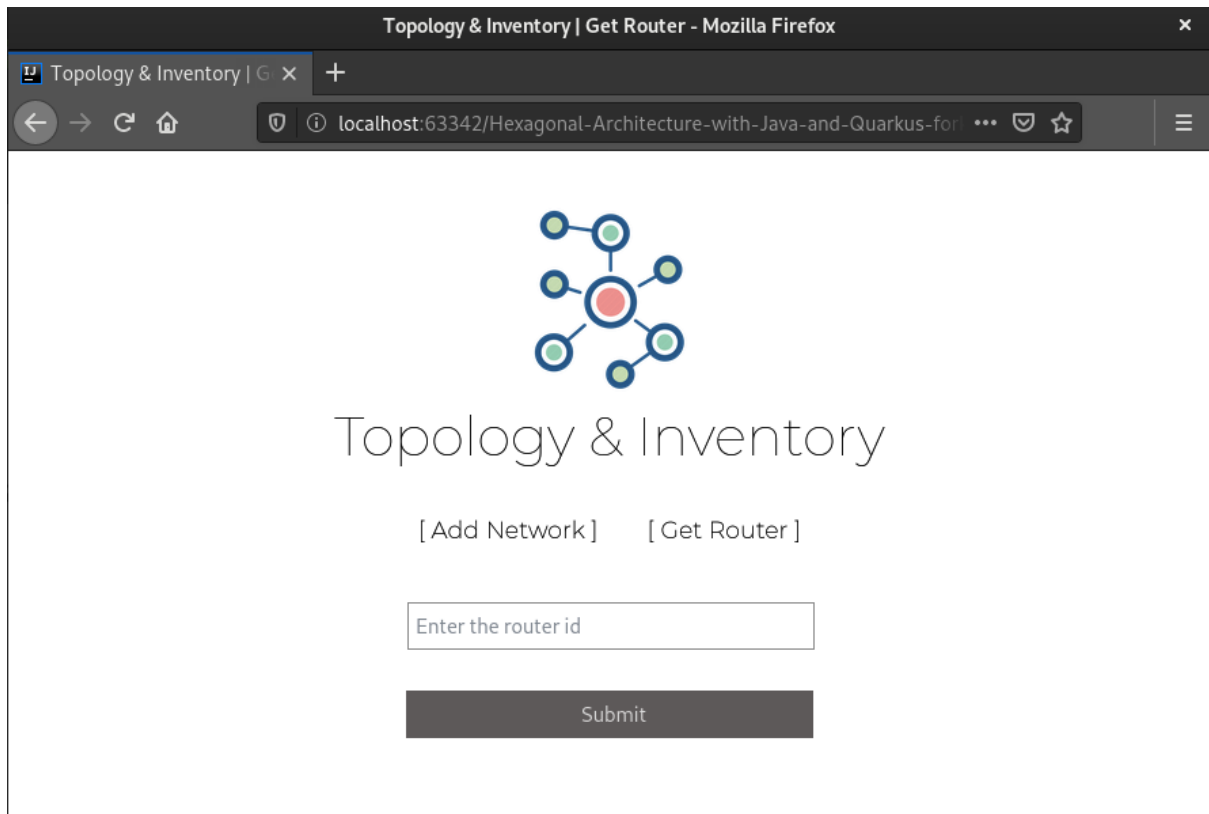 Topology & Inventory | Get Router - Mozilla Firefox
IJ Topology & Inventory | G
localhost:63342/Hexagonal-Architecture-with-Java-and-Quarkus-for
Topology & Inventory
[ Add Network ] [ Get Router ]
Enter the router id
Submit